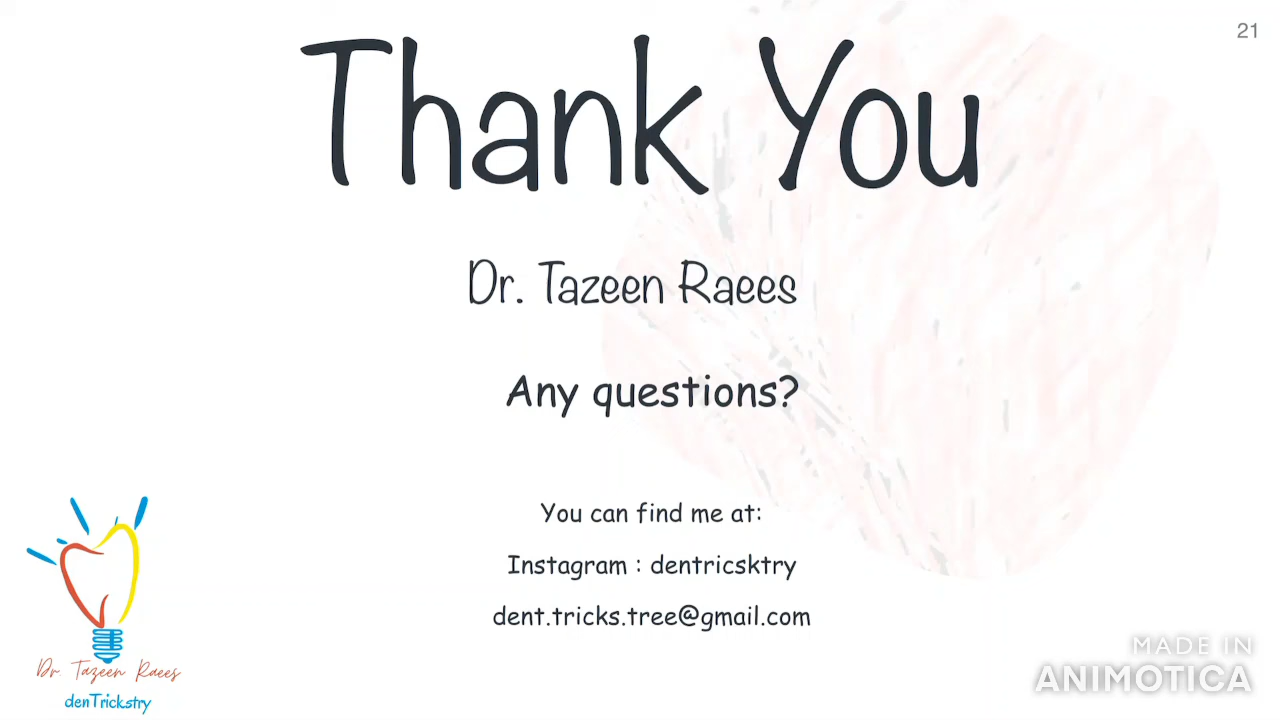 21
Thank You
Dr. Tazeen Raees
Any questions?
You can find me at:
Instagram : dentricsktry
dent.tricks.tree@gmail.com
Dr. Tazeen Raees
denTrickstry
MADE IN
ANIMOTICA